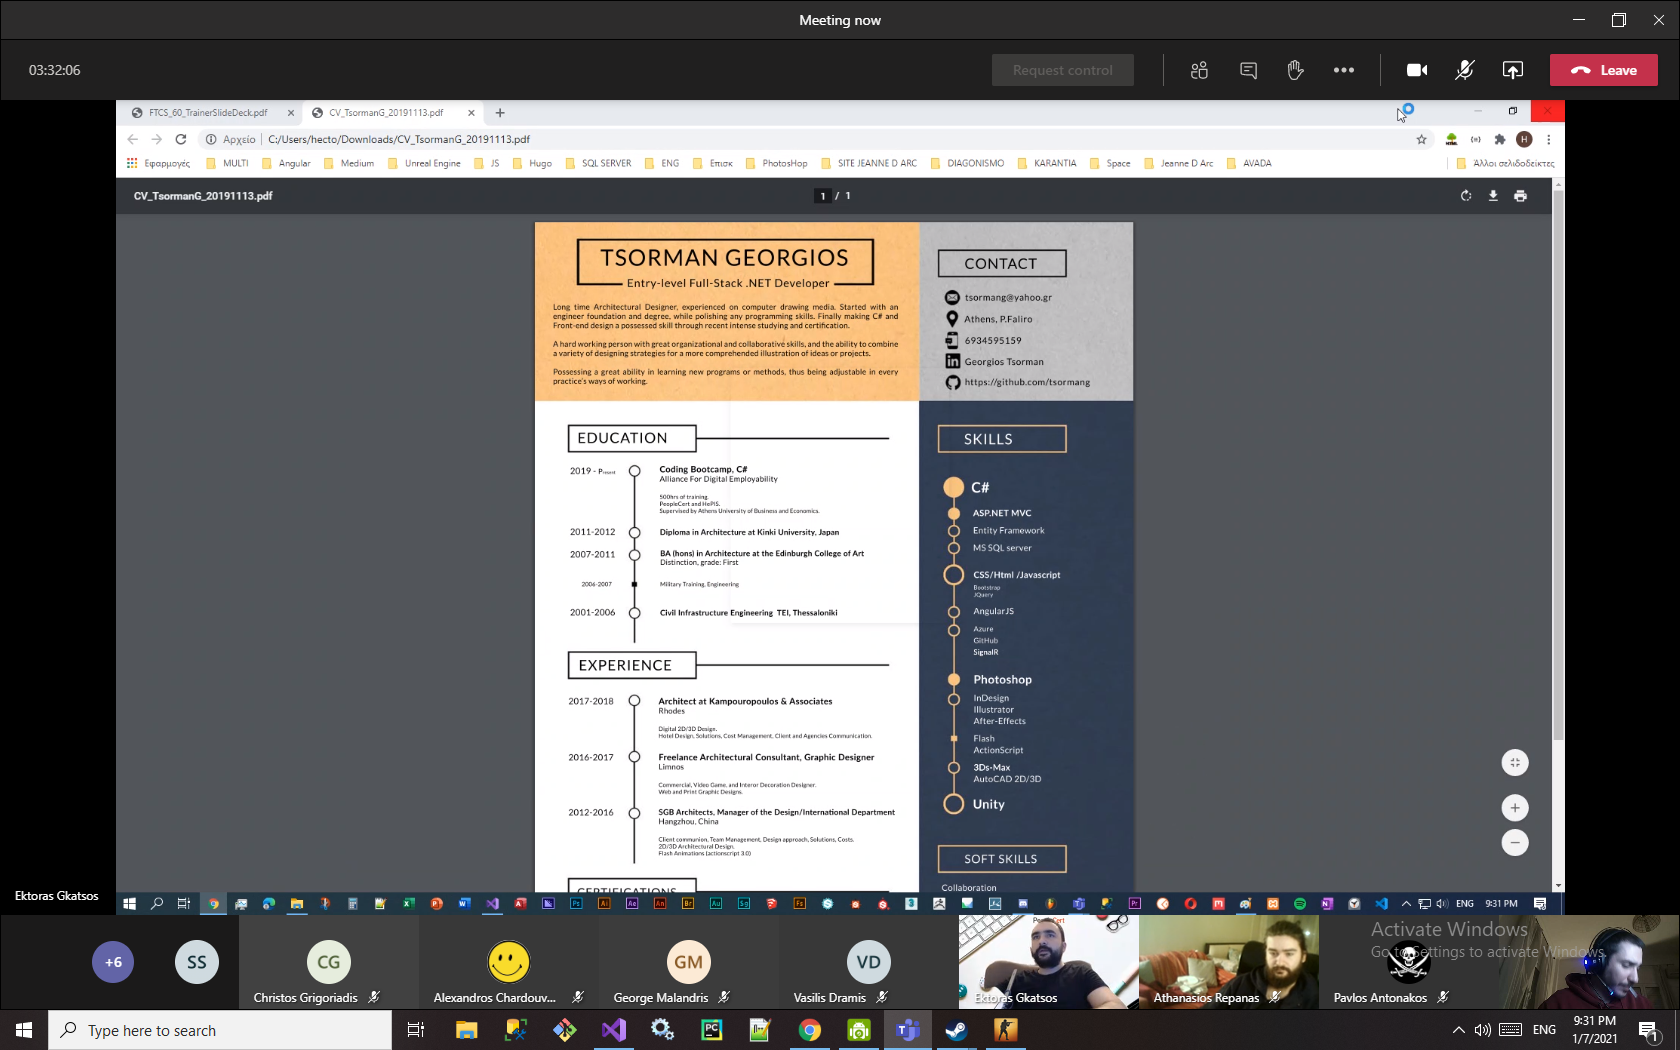 Meeting now
03:32:06
Request control
Leave
FTCS_60_TrainerSlideDeck.pdf
CV_TsormanG_20191113.pdf
Αρχείο
C:/Users/hecto/Downloads/CV_TsormanG_20191113.pdf
H
Εφαρμογές
MULTI
Angular
Medium
Unreal Engine
JS
Hugo
SQL SERVER
ENG
Επισκ
PhotosHop
SITE JEANNE D ARC
DIAGONISMO
KARANTIA
Space
Jeanne D Arc
AVADA
Άλλοι σελιδοδείκτες
CV_TsormanG_20191113.pdf
1 / 1
TSORMAN GEORGIOS
Entry-level Full-Stack .NET Developer
Long time Architectural Designer, experienced on computer drawing media. Started with an
engineer foundation and degree, while polishing any programming skills. Finally making C# and
Front-end design a possessed skill through recent intense studying and certification.
A hard working person with great organizational and collaborative skills, and the ability to combine
a variety of designing strategies for a more comprehended illustration of ideas or projects.
Possessing a great ability in learning new programs or methods, thus being adjustable in every
practice's ways of working.
CONTACT
tsormang@yahoo.gr
Athens, P.Faliro
6934595159
Georgios Tsorman
https://github.com/tsormang
EDUCATION
2019 - Present
Coding Bootcamp, C#
Alliance For Digital Employability
500hrs of training.
PeopleCert and HePIS.
Supervised by Athens University of Business and Economics.
2011-2012
Diploma in Architecture at Kinki University, Japan
2007-2011
BA (hons) in Architecture at the Edinburgh College of Art
Distinction, grade: First
2006-2007
Military Training, Engineering
2001-2006
Civil Infrastructure Engineering TEI, Thessaloniki
EXPERIENCE
2017-2018
Architect at Kampouropoulos & Associates
Rhodes
Digital 2D/3D Design.
Hotel Design, Solutions, Cost Management, Client and Agencies Communication.
2016-2017
Freelance Architectural Consultant, Graphic Designer
Limnos
Commercial, Video Game, and Interor Decoration Designer.
Web and Print Graphic Designs.
2012-2016
SGB Architects, Manager of the Design/International Department
Hangzhou, China
Client communion, Team Management, Design approach, Solutions, Costs.
2D/3D Architectural Design.
Flash Animations (actionscript 3.0)
CERTIFICATIONS
SKILLS
C#
ASP.NET MVC
Entity Framework
MS SQL server
CSS/Html /Javascript
Bootstrap
JQuery
AngularJS
Azure
GitHub
SignalR
Photoshop
InDesign
Illustrator
After-Effects
Flash
ActionScript
3Ds-Max
AutoCAD 2D/3D
Unity
SOFT SKILLS
Collaboration
Ektoras Gkatsos
ENG
9:31 PM
+6
SS
CG
Christos Grigoriadis
Alexandros Chardouv...
GM
George Malandris
VD
Vasilis Dramis
Ektoras Gkatsos
Athanasios Repanas
Pavlos Antonakos
Activate Windows
Go to Settings to activate Windows.
Type here to search
ENG
9:31 PM
1/7/2021
1